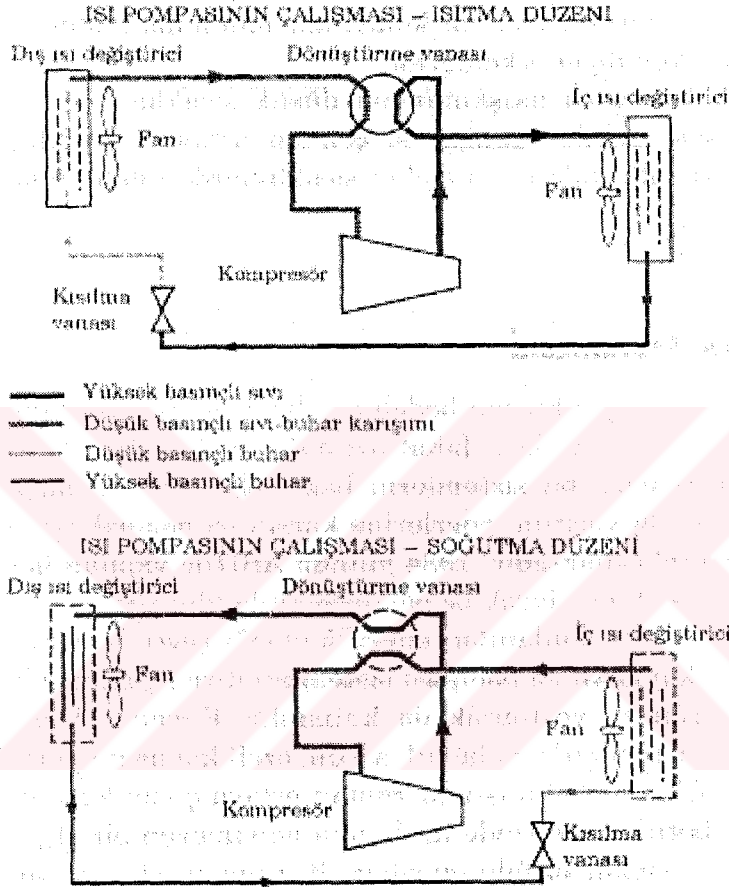 ISI POMPASININ ÇALIŞMASI – ISITMA DÜZENİ
Dış ısı değiştirici
Dönüştürme vanası
İç ısı değiştirici
Fan
Fan
Kompresör
Kısılma
vanası
Yüksek basınçlı sıvı
Düşük basınçlı sıvı-buhar karışımı
Düşük basınçlı buhar
Yüksek basınçlı buhar
ISI POMPASININ ÇALIŞMASI – SOĞUTMA DÜZENİ
Dış ısı değiştirici
Dönüştürme vanası
İç ısı değiştirici
Fan
Fan
Kompresör
Kısılma
vanası